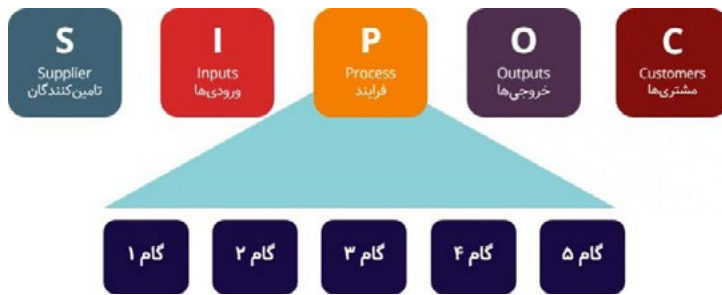 S
Supplier
تامین‌کنندگان
I
Inputs
ورودی‌ها
P
Process
فرایند
O
Outputs
خروجی‌ها
C
Customers
مشتری‌ها
گام ۱
گام ۲
گام ۳
گام ۴
گام ۵